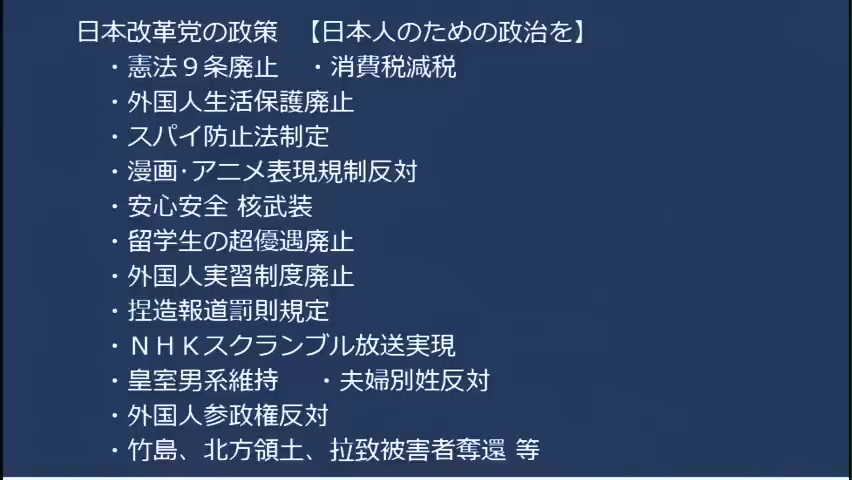 日本改革党の政策 【日本人のための政治を】
・憲法９条廃止 ・消費税減税
・外国人生活保護廃止
・スパイ防止法制定
・漫画･アニメ表現規制反対
・安心安全 核武装
・留学生の超優遇廃止
・外国人実習制度廃止
・捏造報道罰則規定
・ＮＨＫスクランブル放送実現
・皇室男系維持 ・夫婦別姓反対
・外国人参政権反対
・竹島、北方領土、拉致被害者奪還 等